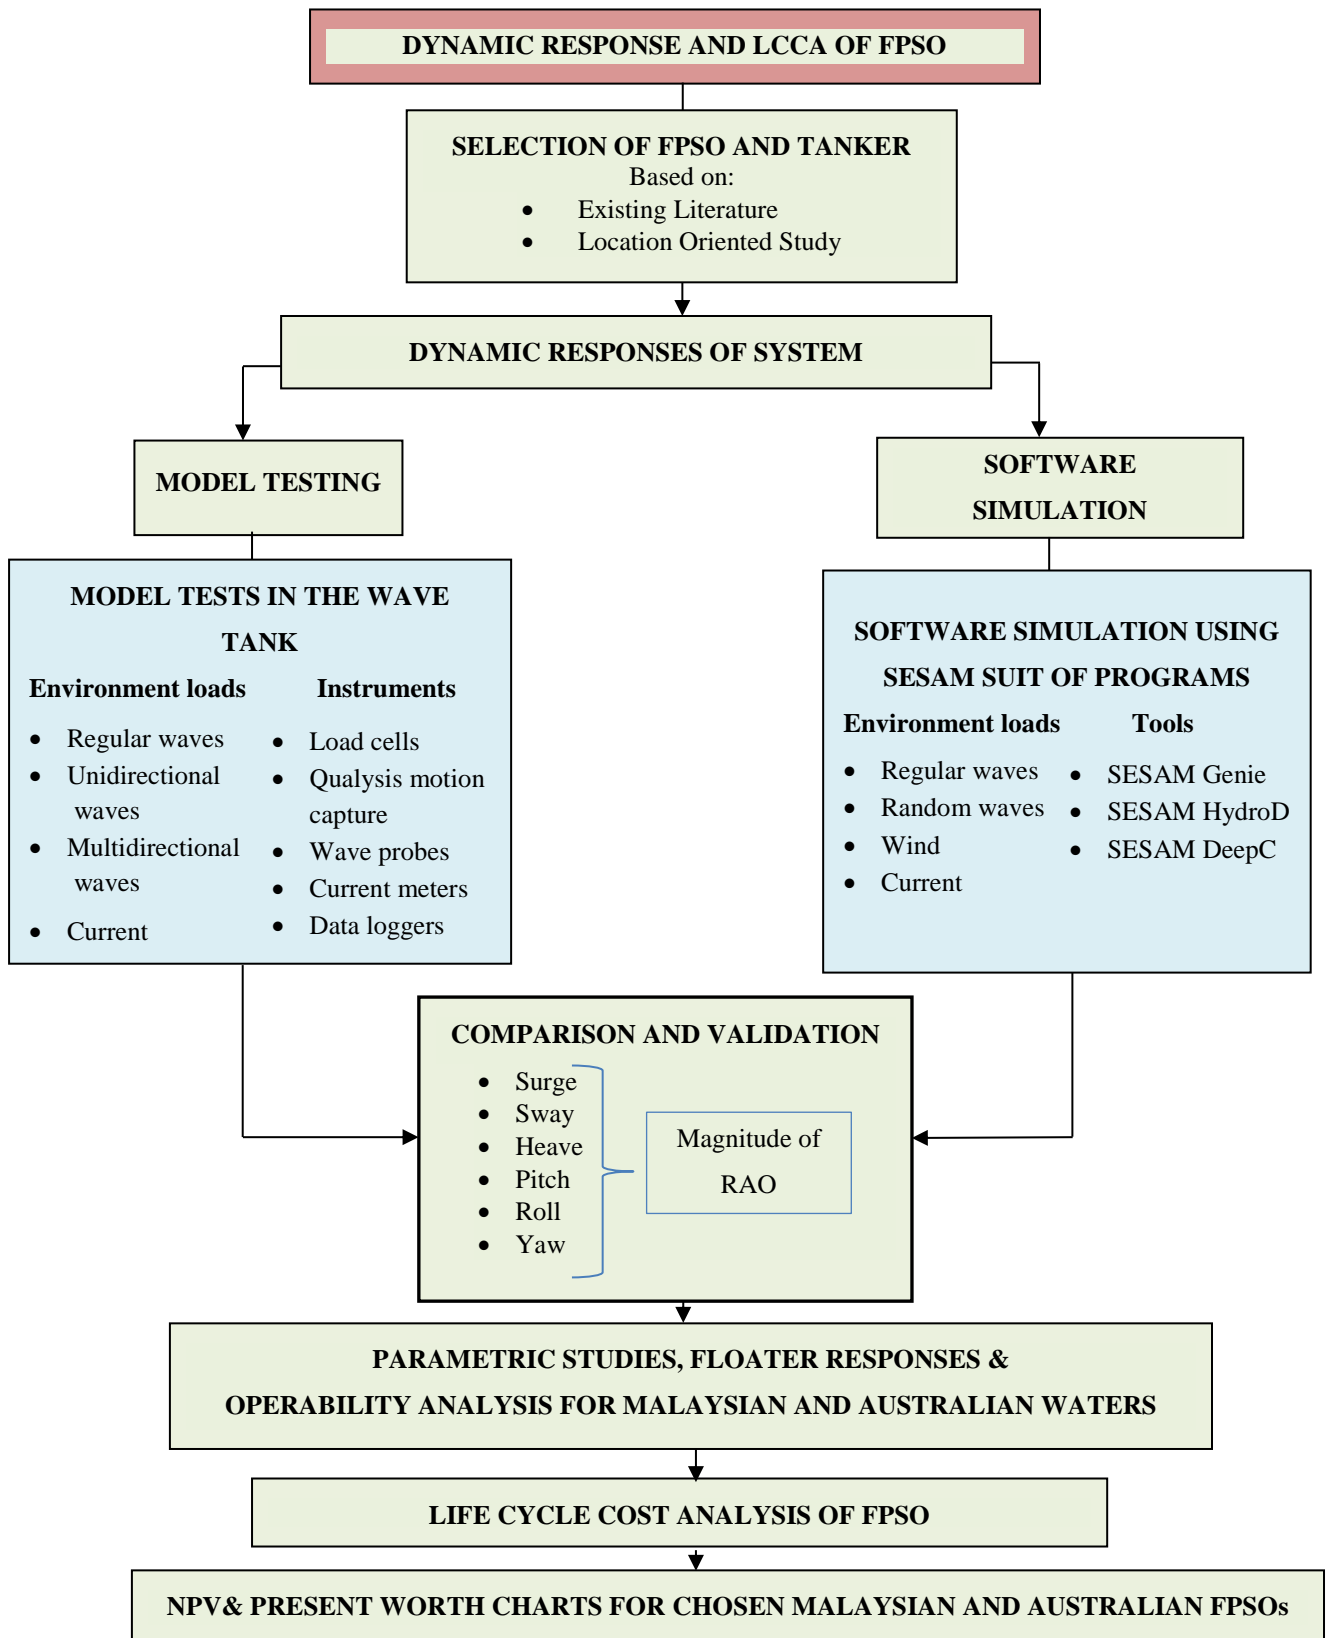 DYNAMIC RESPONSE AND LCCA OF FPSO
SELECTION OF FPSO AND TANKER
Based on:
• Existing Literature
• Location Oriented Study
DYNAMIC RESPONSES OF SYSTEM
MODEL TESTING
SOFTWARE
SIMULATION
MODEL TESTS IN THE WAVE
TANK
Environment loads
• Regular waves
• Unidirectional
waves
• Multidirectional
waves
• Current
Instruments
• Load cells
• Qualysis motion
capture
• Wave probes
• Current meters
• Data loggers
SOFTWARE SIMULATION USING
SESAM SUIT OF PROGRAMS
Environment loads
• Regular waves
• Random waves
• Wind
• Current
Tools
• SESAM Genie
• SESAM HydroD
• SESAM DeepC
COMPARISON AND VALIDATION
• Surge
• Sway
• Heave
• Pitch
• Roll
• Yaw
Magnitude of
RAO
PARAMETRIC STUDIES, FLOATER RESPONSES &
OPERABILITY ANALYSIS FOR MALAYSIAN AND AUSTRALIAN WATERS
LIFE CYCLE COST ANALYSIS OF FPSO
NPV& PRESENT WORTH CHARTS FOR CHOSEN MALAYSIAN AND AUSTRALIAN FPSOs